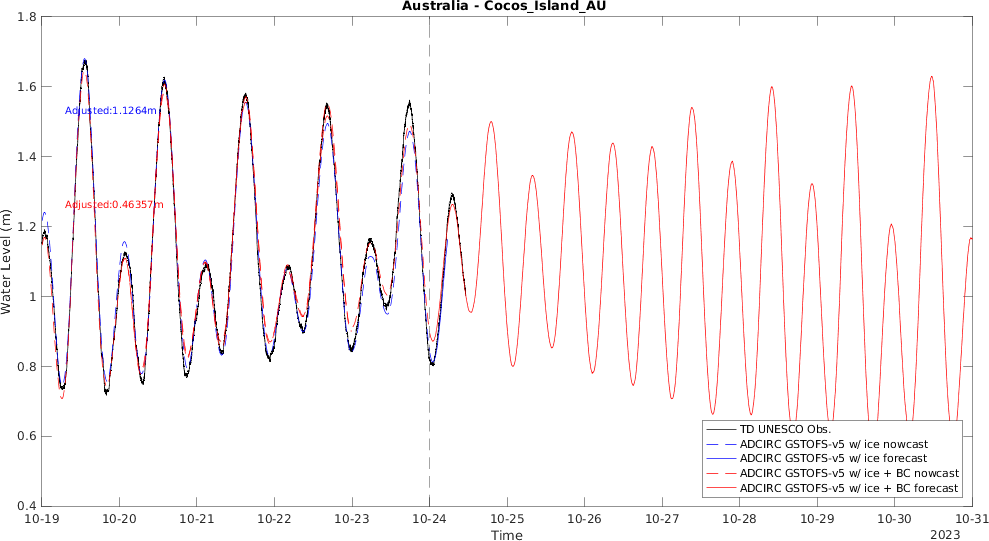 Australia - Cocos_Island_AU
Water Level (m)
1.8
1.6
1.4
1.2
1
0.8
0.6
0.4
Adjusted:1.1264m
Adjusted:0.46357m
TD UNESCO Obs.
ADCIRC GSTOFS-v5 w/ ice nowcast
ADCIRC GSTOFS-v5 w/ ice forecast
ADCIRC GSTOFS-v5 w/ ice + BC nowcast
ADCIRC GSTOFS-v5 w/ ice + BC forecast
10-19 10-20 10-21 10-22 10-23 10-24 10-25 10-26 10-27 10-28 10-29 10-30 10-31
Time
2023